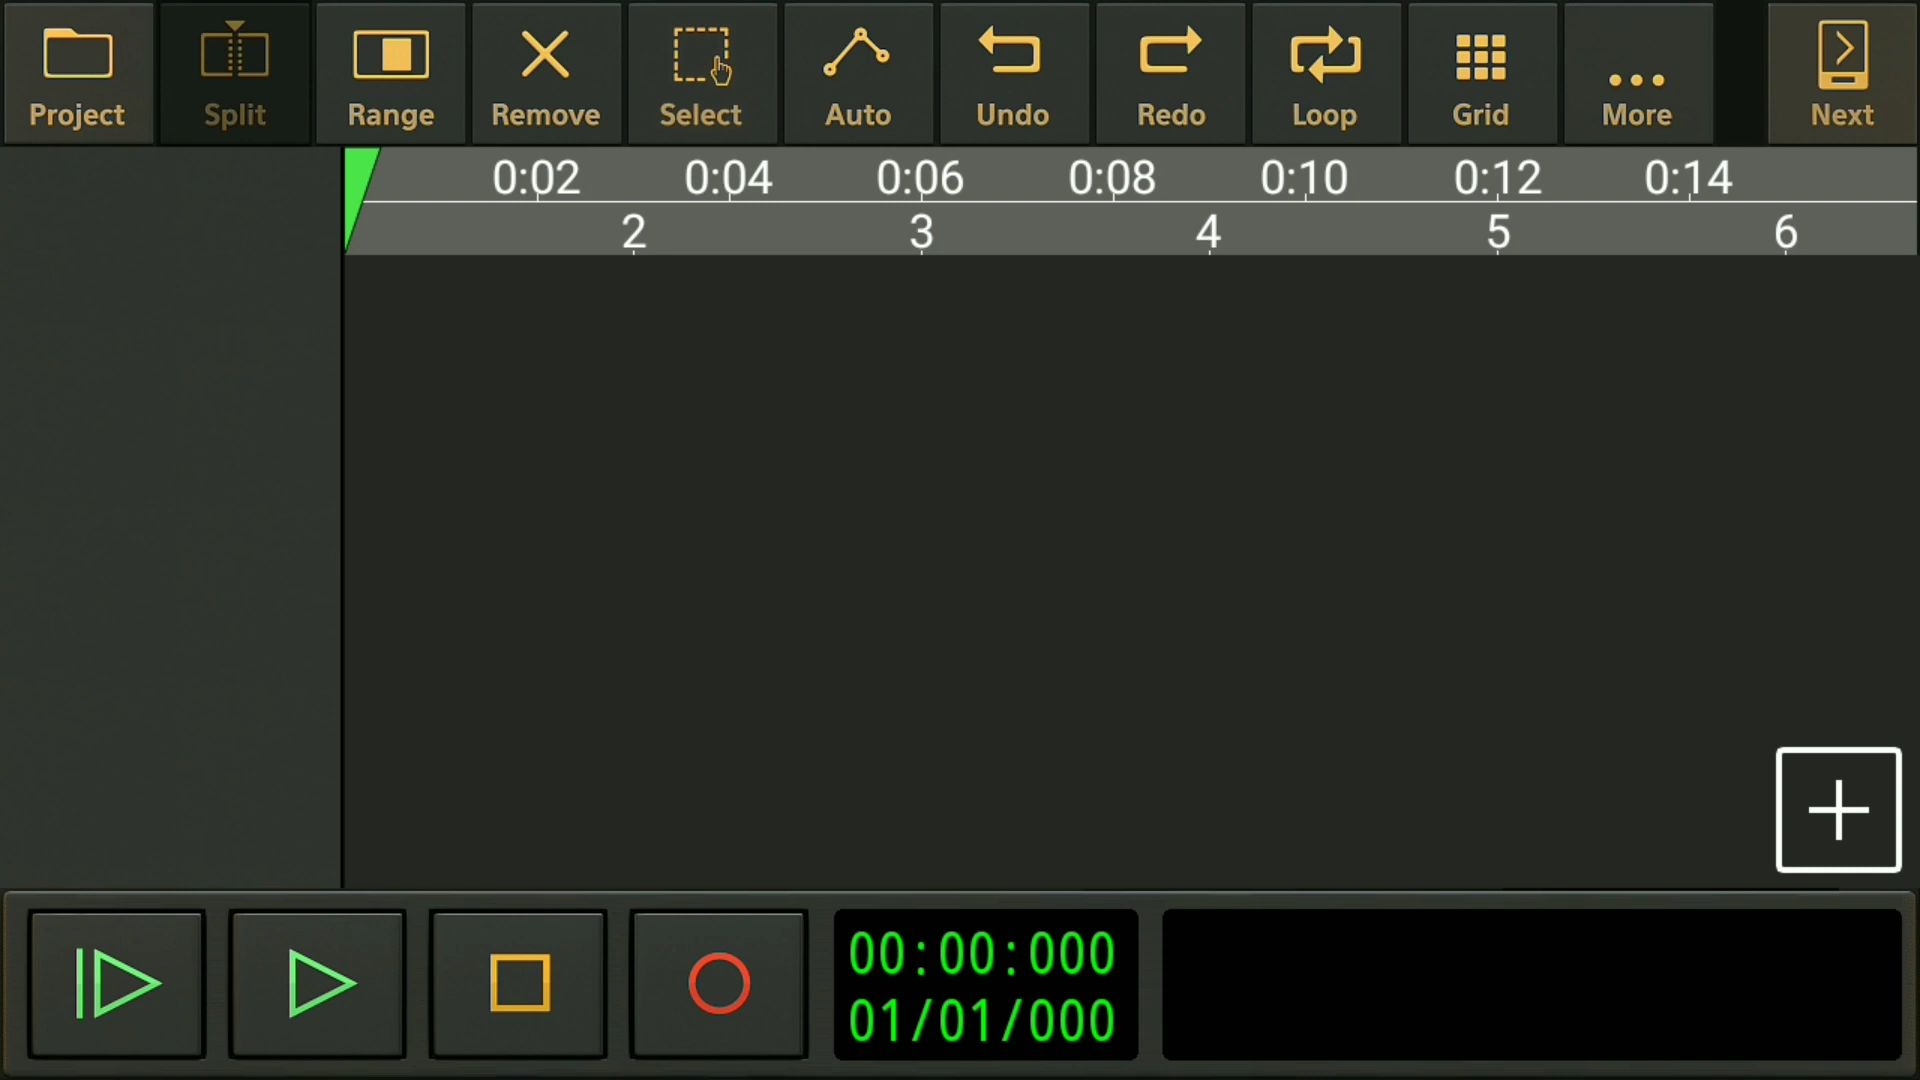 Project Split Range Remove Select Auto Undo Redo Loop Grid More Next
0:02 0:04 0:06 0:08 0:10 0:12 0:14
2 3 4 5 6
00:00:000
01/01/000